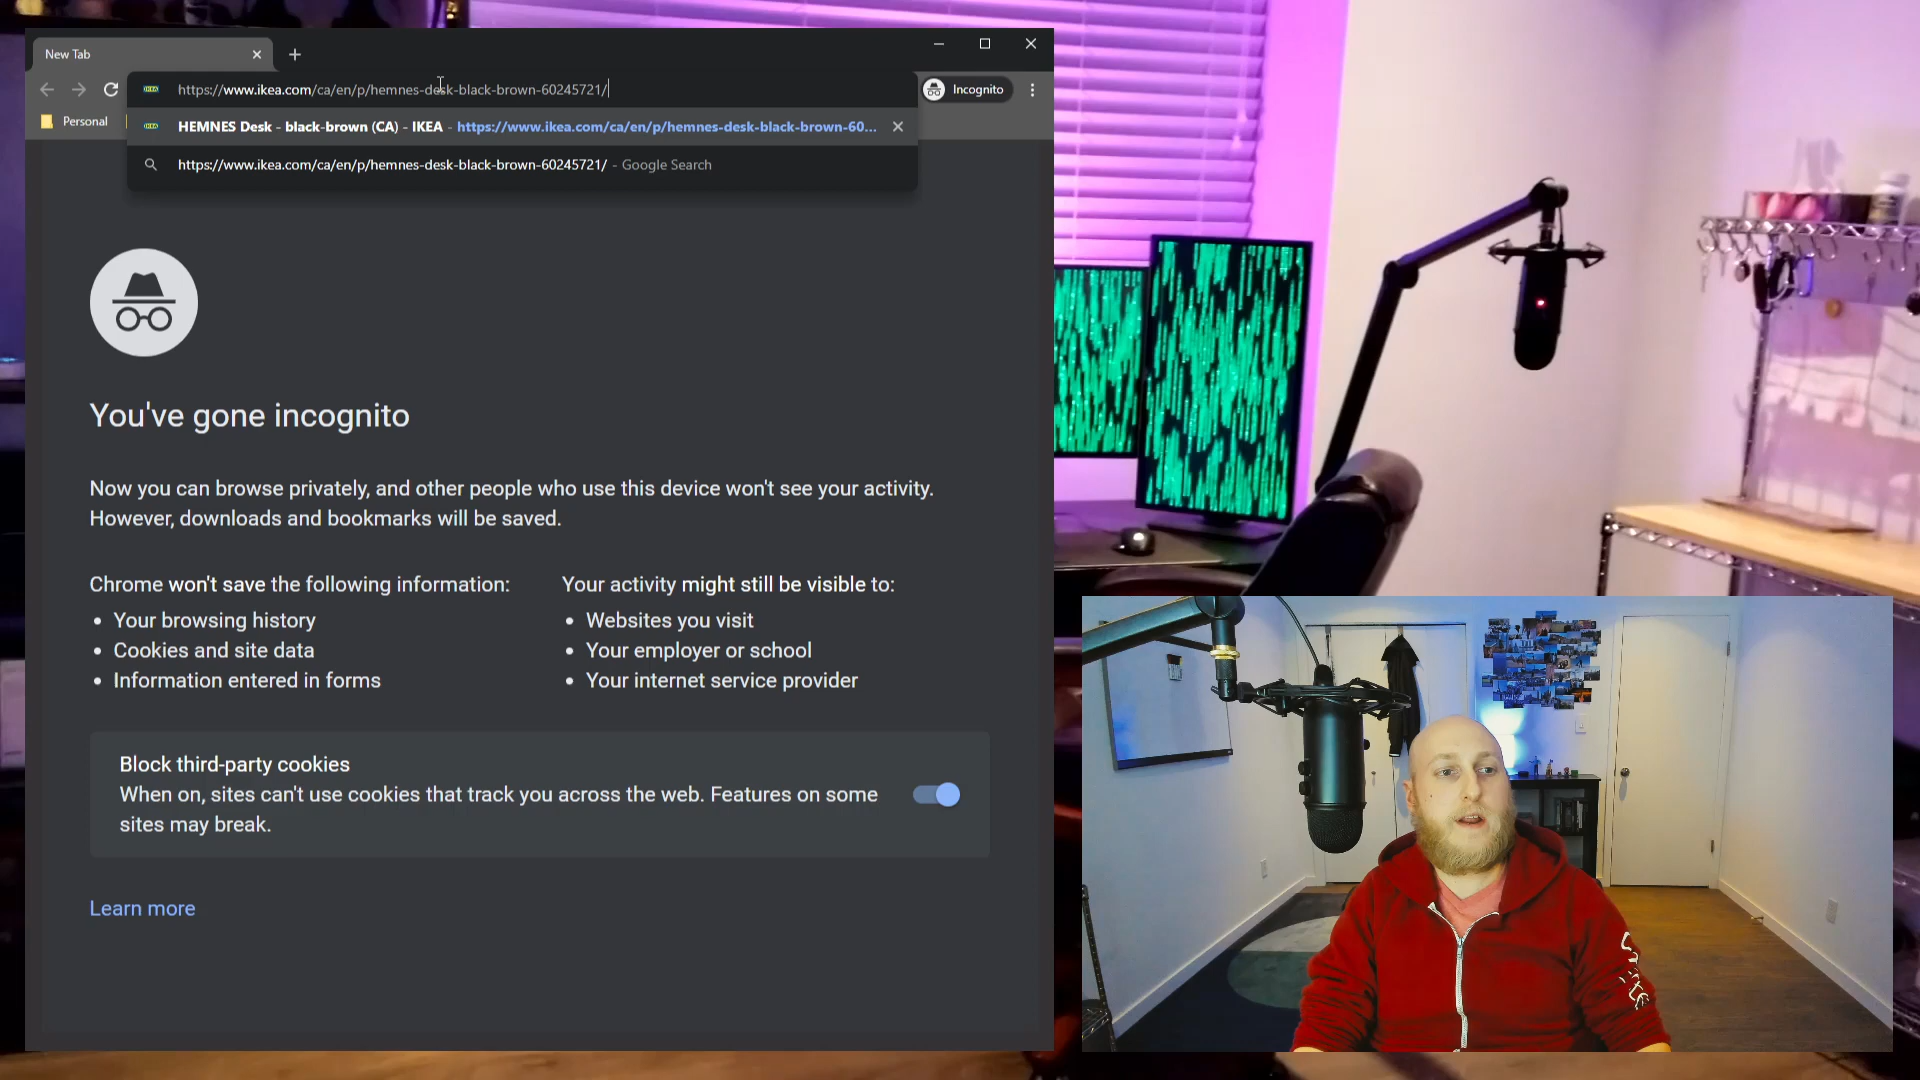 New Tab
https://www.ikea.com/ca/en/p/hemnes-desk-black-brown-60245721/
Incognito
Personal
HEMNES Desk - black-brown (CA) - IKEA - https://www.ikea.com/ca/en/p/hemnes-desk-black-brown-60...
https://www.ikea.com/ca/en/p/hemnes-desk-black-brown-60245721/ - Google Search
You've gone incognito
Now you can browse privately, and other people who use this device won't see your activity.
However, downloads and bookmarks will be saved.
Chrome won't save the following information:
• Your browsing history
• Cookies and site data
• Information entered in forms
Your activity might still be visible to:
• Websites you visit
• Your employer or school
• Your internet service provider
Block third-party cookies
When on, sites can't use cookies that track you across the web. Features on some
sites may break.
Learn more